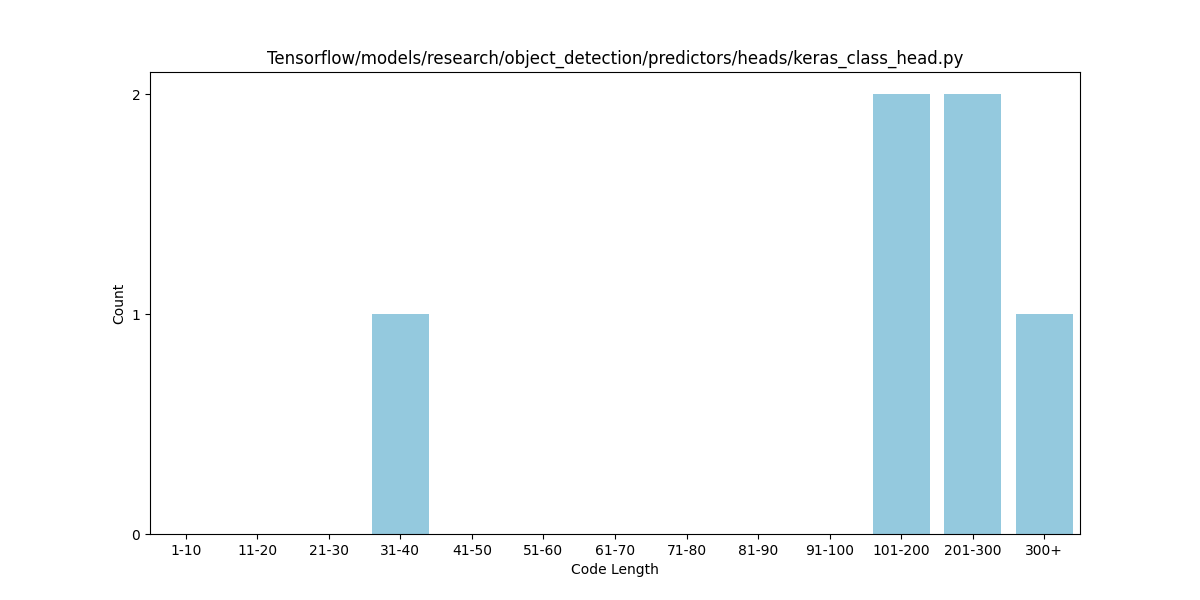 Tensorflow/models/research/object_detection/predictors/heads/keras_class_head.py
2
1
0
Count
1-10 11-20 21-30 31-40 41-50 51-60 61-70 71-80 81-90 91-100 101-200 201-300 300+
Code Length